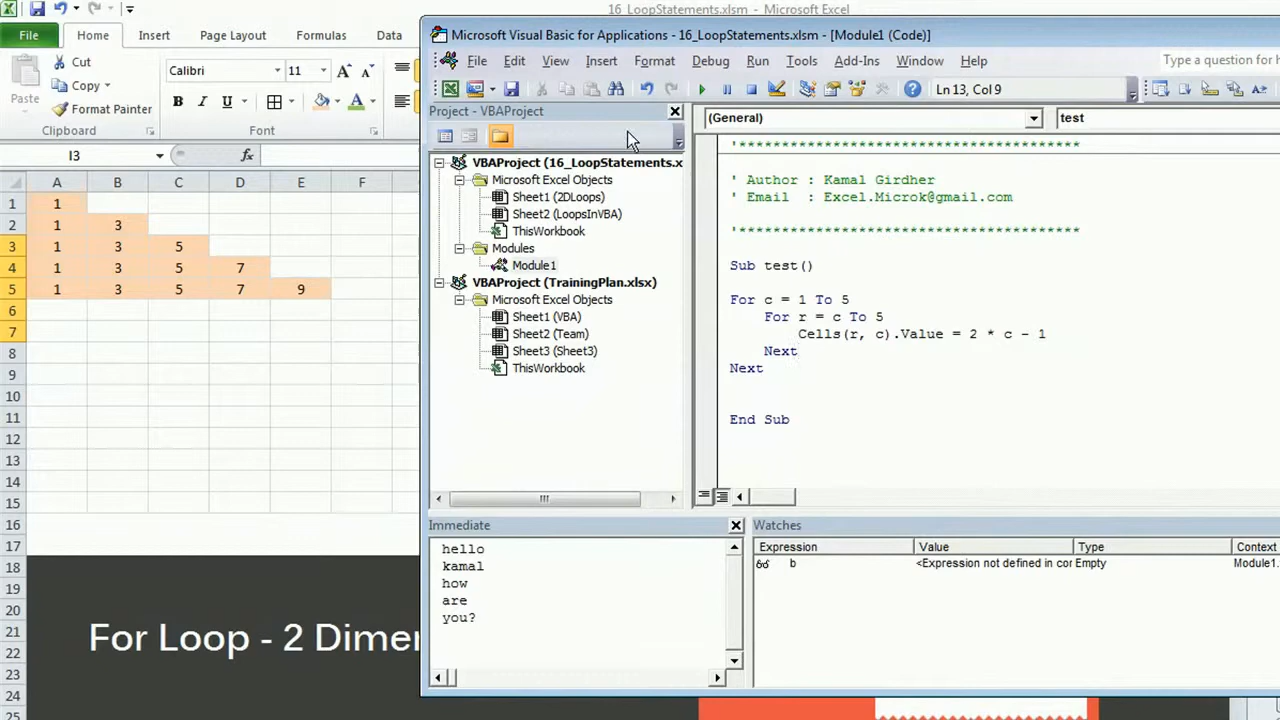 16_LoopStatements.xlsm - Microsoft Excel
File Home Insert Page Layout Formulas Data
Paste
Cut
Copy
Format Painter
Clipboard
Calibri 11
B I U
A A
Font
I3 fx
A B C D E F
1 1
2 1 3
3 1 3 5
4 1 3 5 7
5 1 3 5 7 9
6
7
8
9
10
11
12
13
14
15
16
17
18
19
20
21
22
23
24
25
For Loop - 2 Dimen
Microsoft Visual Basic for Applications - 16_LoopStatements.xlsm - [Module1 (Code)]
File Edit View Insert Format Debug Run Tools Add-Ins Window Help
Type a question for he
Ln 13, Col 9
Project - VBAProject
VBAProject (16_LoopStatements.x
Microsoft Excel Objects
Sheet1 (2DLoops)
Sheet2 (LoopsInVBA)
ThisWorkbook
Modules
Module1
VBAProject (TrainingPlan.xlsx)
Microsoft Excel Objects
Sheet1 (VBA)
Sheet2 (Team)
Sheet3 (Sheet3)
ThisWorkbook
(General) test
'****************************************
' Author : Kamal Girdher
' Email  : Excel.Microk@gmail.com
'****************************************
Sub test()
For c = 1 To 5
For r = c To 5
Cells(r, c).Value = 2 * c - 1
Next
Next
End Sub
Immediate
hello
kamal
how
are
you?
Watches
Expression Value Type Context
b <Expression not defined in cor Empty Module1.